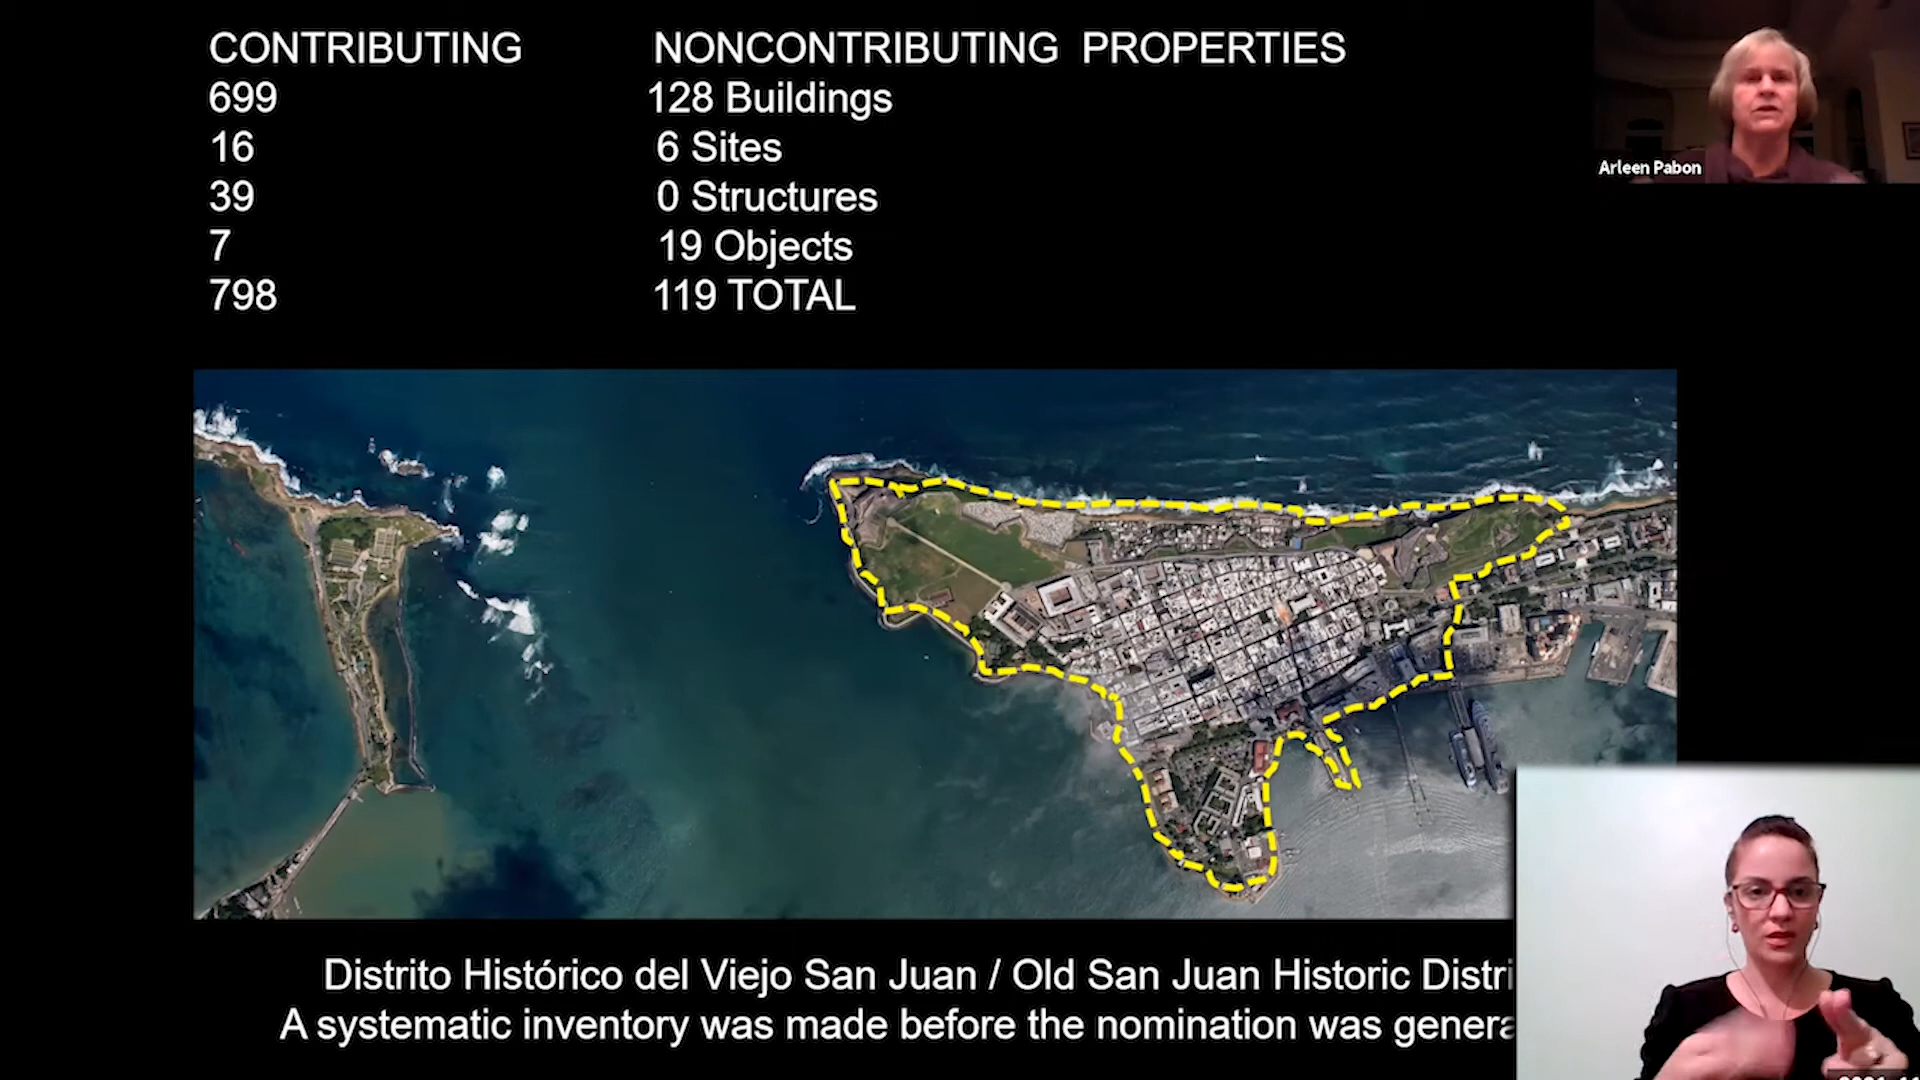 CONTRIBUTING NONCONTRIBUTING PROPERTIES
699 128 Buildings
16 6 Sites
39 0 Structures
7 19 Objects
798 119 TOTAL
Arleen Pabon
Distrito Histórico del Viejo San Juan / Old San Juan Historic Distri
A systematic inventory was made before the nomination was genera